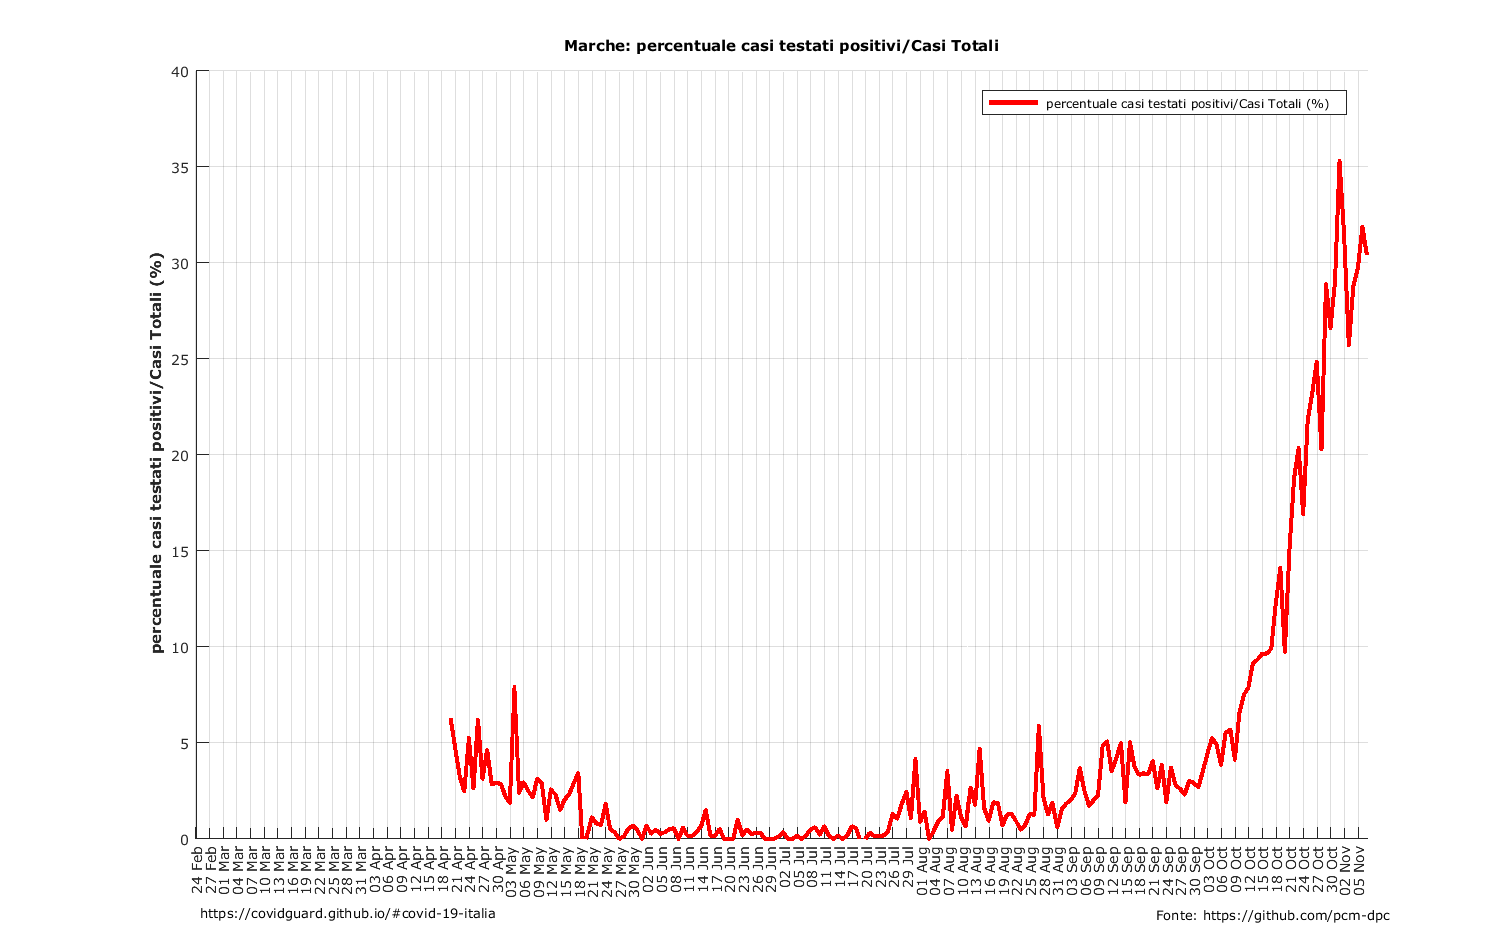 Marche: percentuale casi testati positivi/Casi Totali
percentuale casi testati positivi/Casi Totali (%)
percentuale casi testati positivi/Casi Totali (%)
40
35
30
25
20
15
10
5
0
24 Feb
27 Feb
01 Mar
04 Mar
07 Mar
10 Mar
13 Mar
16 Mar
19 Mar
22 Mar
25 Mar
28 Mar
31 Mar
03 Apr
06 Apr
09 Apr
12 Apr
15 Apr
18 Apr
21 Apr
24 Apr
27 Apr
30 Apr
03 May
06 May
09 May
12 May
15 May
18 May
21 May
24 May
27 May
30 May
02 Jun
05 Jun
08 Jun
11 Jun
14 Jun
17 Jun
20 Jun
23 Jun
26 Jun
29 Jun
02 Jul
05 Jul
08 Jul
11 Jul
14 Jul
17 Jul
20 Jul
23 Jul
26 Jul
29 Jul
01 Aug
04 Aug
07 Aug
10 Aug
13 Aug
16 Aug
19 Aug
22 Aug
25 Aug
28 Aug
31 Aug
03 Sep
06 Sep
09 Sep
12 Sep
15 Sep
18 Sep
21 Sep
24 Sep
27 Sep
30 Sep
03 Oct
06 Oct
09 Oct
12 Oct
15 Oct
18 Oct
21 Oct
24 Oct
27 Oct
30 Oct
02 Nov
05 Nov
https://covidguard.github.io/#covid-19-italia
Fonte: https://github.com/pcm-dpc